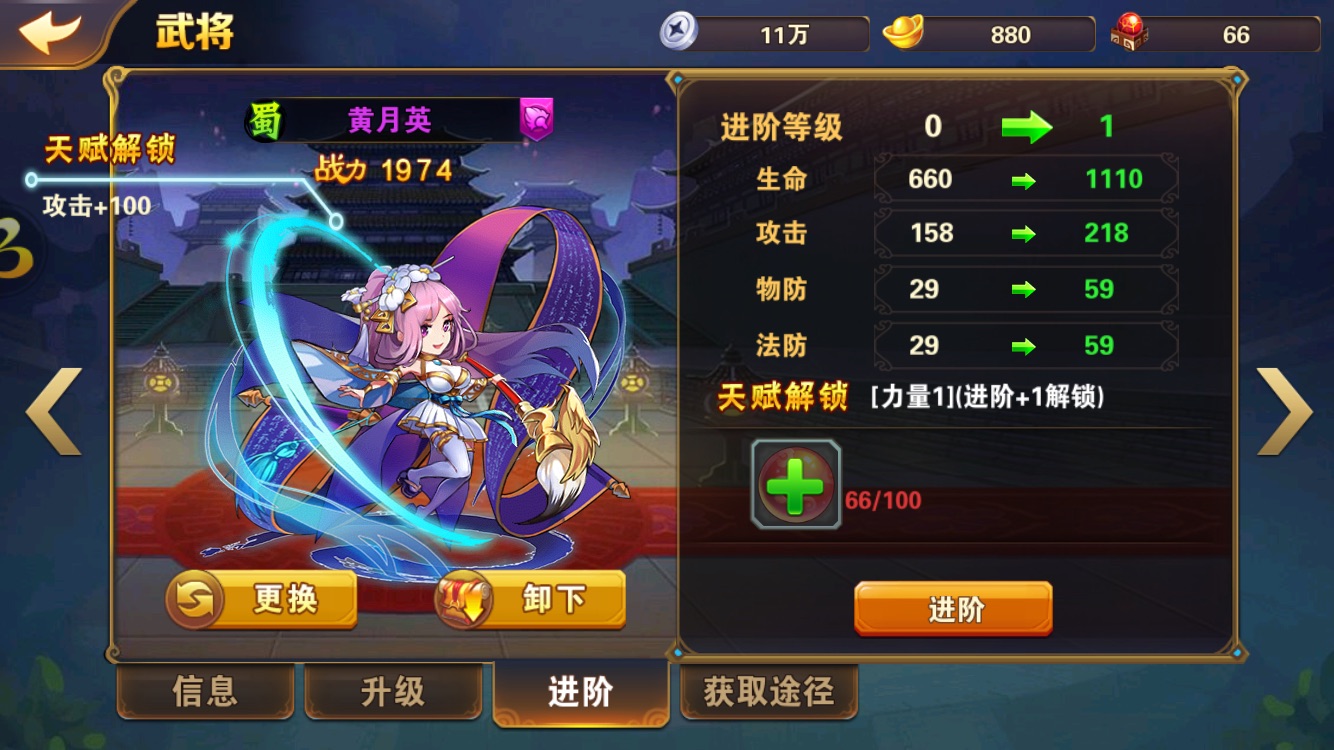 武将
11万
880
66
蜀
黄月英
战力 1974
天赋解锁
攻击+100
进阶等级 0 1
生命 660 1110
攻击 158 218
物防 29 59
法防 29 59
天赋解锁 [力量1](进阶+1解锁)
66/100
更换
卸下
进阶
信息
升级
进阶
获取途径